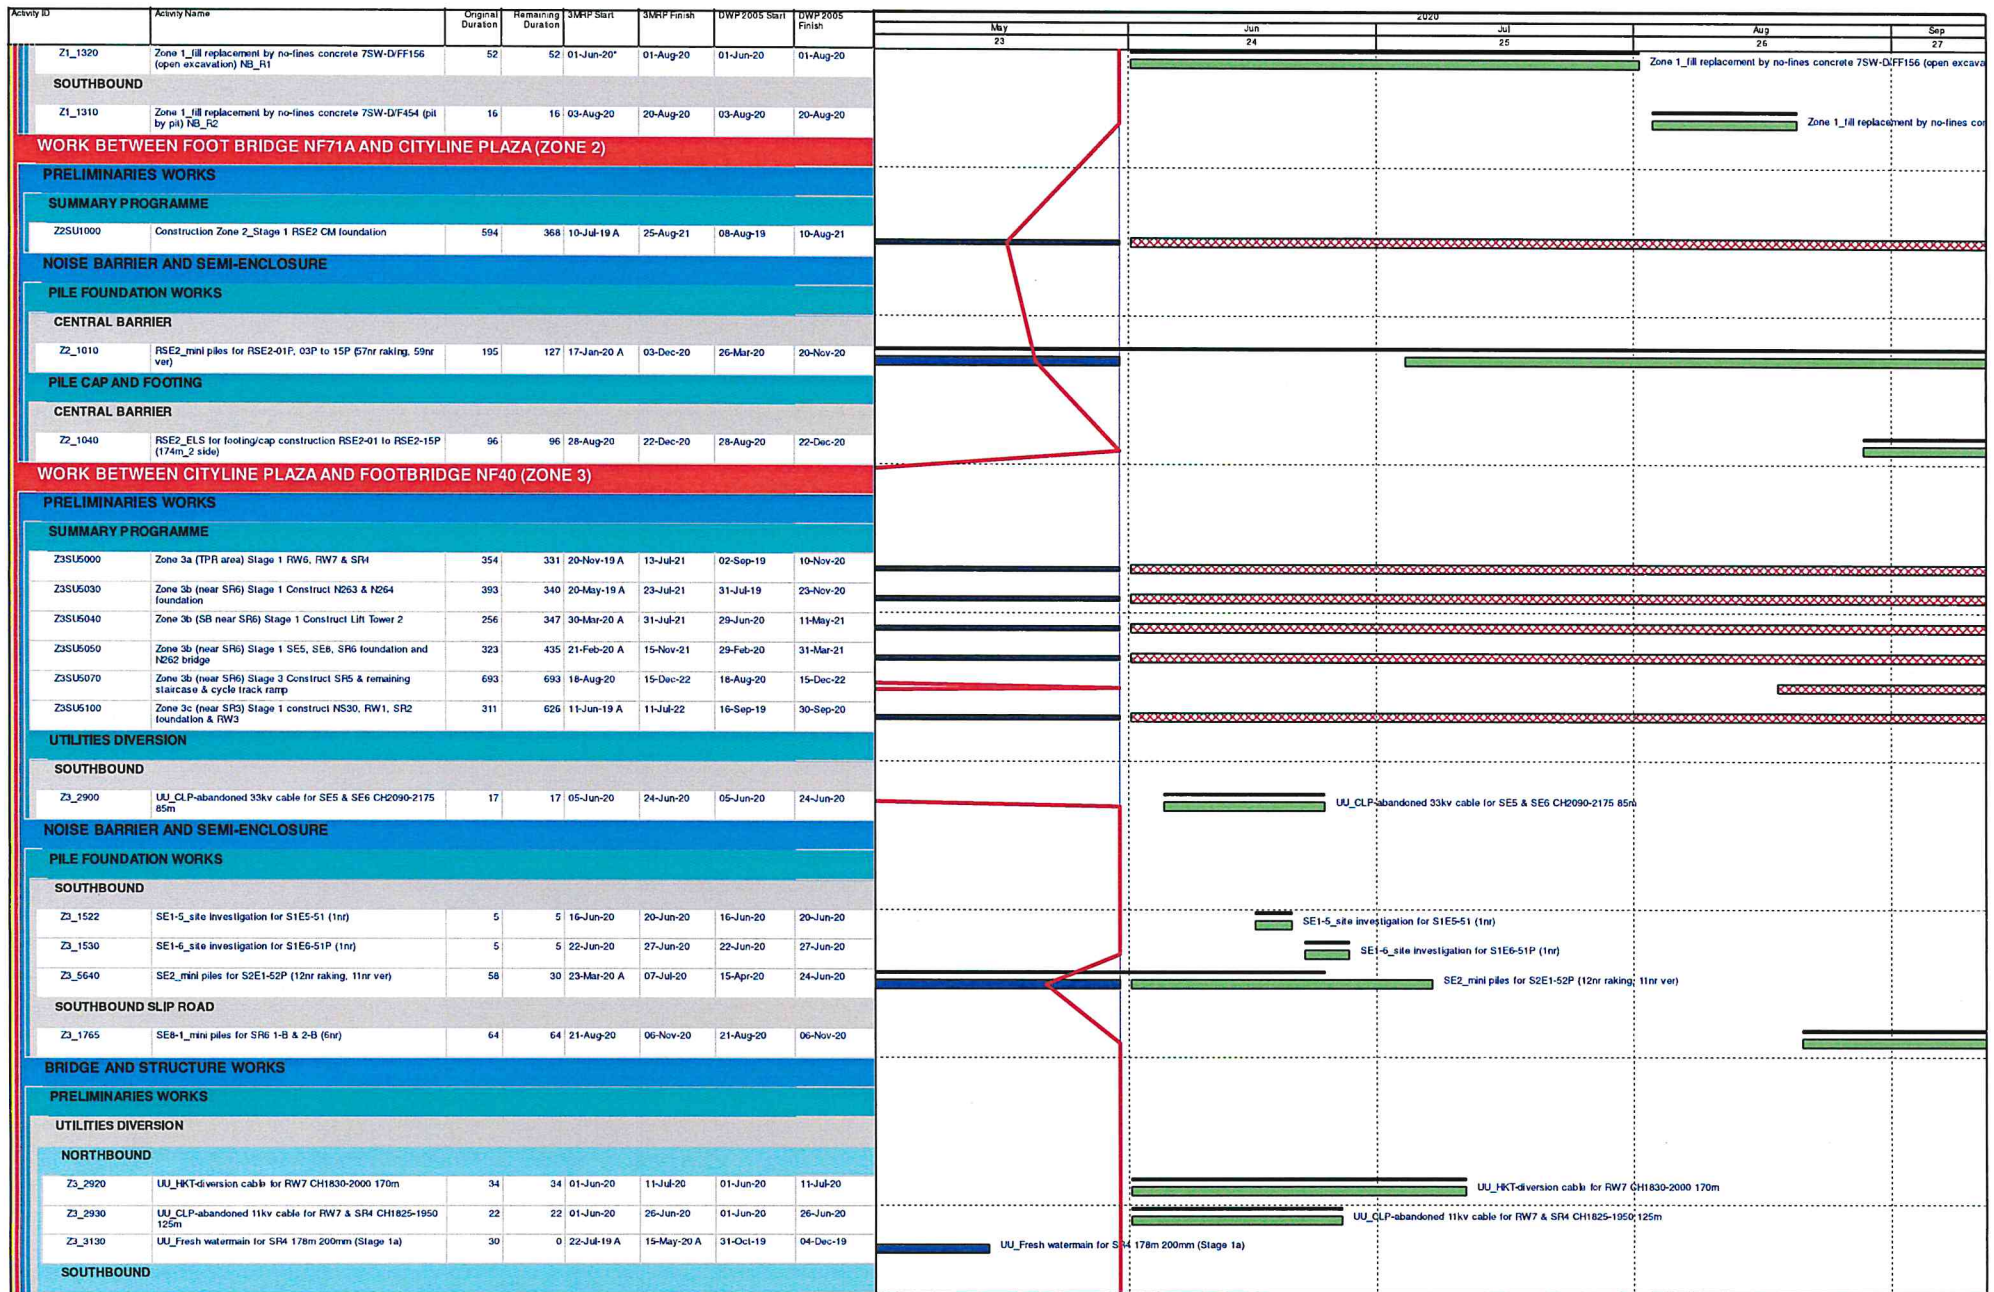 Activity ID Activity Name Original Duration Remaining Duration 3MRP Start 3MRP Finish DWP 2005 Start DWP 2005 Finish
2020
May Jun Jul Aug Sep
23 24 25 26 27
Z1_1320 Zone 1_fill replacement by no-fines concrete 7SW-D/FF156 (open excavation) NB_R1 52 52 01-Jun-20* 01-Aug-20 01-Jun-20 01-Aug-20
Zone 1_fill replacement by no-fines concrete 7SW-D/FF156 (open excava
SOUTHBOUND
Z1_1310 Zone 1_fill replacement by no-fines concrete 7SW-D/F454 (pit by pit) NB_R2 16 16 03-Aug-20 20-Aug-20 03-Aug-20 20-Aug-20
Zone 1_fill replacement by no-fines con
WORK BETWEEN FOOT BRIDGE NF71A AND CITYLINE PLAZA (ZONE 2)
PRELIMINARIES WORKS
SUMMARY PROGRAMME
Z2SU1000 Construction Zone 2_Stage 1 RSE2 CM foundation 594 368 10-Jul-19 A 25-Aug-21 08-Aug-19 10-Aug-21
NOISE BARRIER AND SEMI-ENCLOSURE
PILE FOUNDATION WORKS
CENTRAL BARRIER
Z2_1010 RSE2_mini piles for RSE2-01P, 03P to 15P (57nr raking, 59nr ver) 195 127 17-Jan-20 A 03-Dec-20 26-Mar-20 20-Nov-20
PILE CAP AND FOOTING
CENTRAL BARRIER
Z2_1040 RSE2_ELS for footing/cap construction RSE2-01 to RSE2-15P (174m_2 side) 96 96 28-Aug-20 22-Dec-20 28-Aug-20 22-Dec-20
WORK BETWEEN CITYLINE PLAZA AND FOOTBRIDGE NF40 (ZONE 3)
PRELIMINARIES WORKS
SUMMARY PROGRAMME
Z3SU5000 Zone 3a (TPR area) Stage 1 RW6, RW7 & SR4 354 331 20-Nov-19 A 13-Jul-21 02-Sep-19 10-Nov-20
Z3SU5030 Zone 3b (near SR6) Stage 1 Construct N263 & N264 foundation 393 340 20-May-19 A 23-Jul-21 31-Jul-19 23-Nov-20
Z3SU5040 Zone 3b (SB near SR6) Stage 1 Construct Lift Tower 2 256 347 30-Mar-20 A 31-Jul-21 29-Jun-20 11-May-21
Z3SU5050 Zone 3b (near SR6) Stage 1 SE5, SE6, SR6 foundation and N262 bridge 323 435 21-Feb-20 A 15-Nov-21 29-Feb-20 31-Mar-21
Z3SU5070 Zone 3b (near SR6) Stage 3 Construct SR5 & remaining staircase & cycle track ramp 693 693 18-Aug-20 15-Dec-22 18-Aug-20 15-Dec-22
Z3SU5100 Zone 3c (near SR3) Stage 1 construct NS30, RW1, SR2 foundation & RW3 311 626 11-Jun-19 A 11-Jul-22 16-Sep-19 30-Sep-20
UTILITIES DIVERSION
SOUTHBOUND
Z3_2900 UU_CLP-abandoned 33kv cable for SE5 & SE6 CH2090-2175 85m 17 17 05-Jun-20 24-Jun-20 05-Jun-20 24-Jun-20
UU_CLP-abandoned 33kv cable for SE5 & SE6 CH2090-2175 85m
NOISE BARRIER AND SEMI-ENCLOSURE
PILE FOUNDATION WORKS
SOUTHBOUND
Z3_1522 SE1-5_site investigation for S1E5-51 (1nr) 5 5 16-Jun-20 20-Jun-20 16-Jun-20 20-Jun-20
SE1-5_site investigation for S1E5-51 (1nr)
Z3_1530 SE1-6_site investigation for S1E6-51P (1nr) 5 5 22-Jun-20 27-Jun-20 22-Jun-20 27-Jun-20
SE1-6_site investigation for S1E6-51P (1nr)
Z3_5640 SE2_mini piles for S2E1-52P (12nr raking, 11nr ver) 58 30 23-Mar-20 A 07-Jul-20 15-Apr-20 24-Jun-20
SE2_mini piles for S2E1-52P (12nr raking, 11nr ver)
SOUTHBOUND SLIP ROAD
Z3_1765 SE8-1_mini piles for SR6 1-B & 2-B (6nr) 64 64 21-Aug-20 06-Nov-20 21-Aug-20 06-Nov-20
BRIDGE AND STRUCTURE WORKS
PRELIMINARIES WORKS
UTILITIES DIVERSION
NORTHBOUND
Z3_2920 UU_HKT-diversion cable for RW7 CH1830-2000 170m 34 34 01-Jun-20 11-Jul-20 01-Jun-20 11-Jul-20
UU_HKT-diversion cable for RW7 CH1830-2000 170m
Z3_2930 UU_CLP-abandoned 11kv cable for RW7 & SR4 CH1825-1950 125m 22 22 01-Jun-20 26-Jun-20 01-Jun-20 26-Jun-20
UU_CLP-abandoned 11kv cable for RW7 & SR4 CH1825-1950 125m
Z3_3130 UU_Fresh watermain for SR4 178m 200mm (Stage 1a) 30 0 22-Jul-19 A 15-May-20 A 31-Oct-19 04-Dec-19
UU_Fresh watermain for SR4 178m 200mm (Stage 1a)
SOUTHBOUND